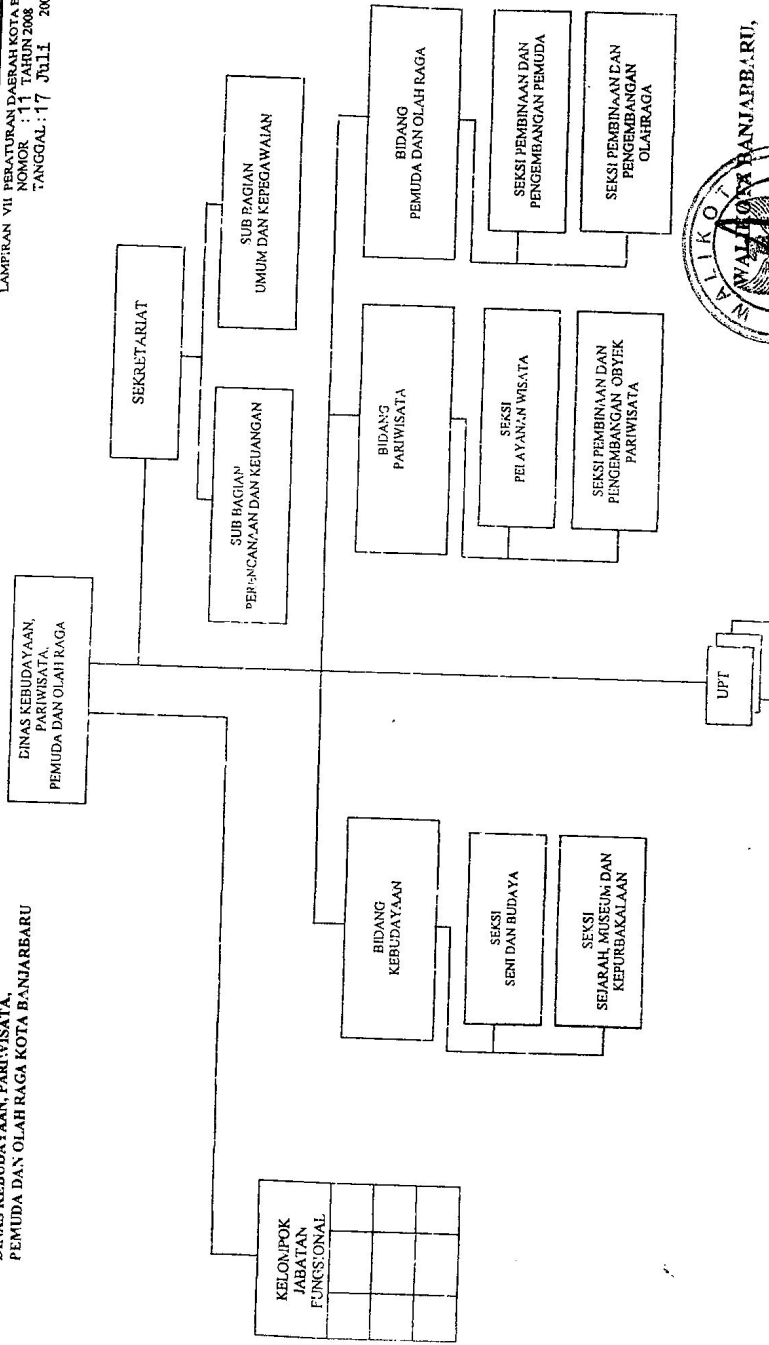 DINAS KEBUDAYAAN, PARIWISATA,
PEMUDA DAN OLAH RAGA KOTA BANJARBARU
LAMPIRAN VII PERATURAN DAERAH KOTA
NOMOR : 11 TAHUN 2008
TANGGAL : 17 Juli
DINAS KEBUDAYAAN,
PARIWISATA,
PEMUDA DAN OLAH RAGA
SEKRETARIAT
SUB BAGIAN
PERENCANAAN DAN KEUANGAN
SUB BAGIAN
UMUM DAN KEPEGAWAIAN
KELOMPOK
JABATAN
FUNGSIONAL
BIDANG
KEBUDAYAAN
SEKSI
SENI DAN BUDAYA
SEKSI
SEJARAH, MUSEUM DAN
KEPURBAKALAAN
BIDANG
PARIWISATA
SEKSI
PELAYANAN WISATA
SEKSI PEMBINAAN DAN
PENGEMBANGAN OBYEK
PARIWISATA
BIDANG
PEMUDA DAN OLAH RAGA
SEKSI PEMBINAAN DAN
PENGEMBANGAN PEMUDA
SEKSI PEMBINAAN DAN
PENGEMBANGAN
OLAHRAGA
UPT
WALIKOTA BANJARBARU,
WALIKOT